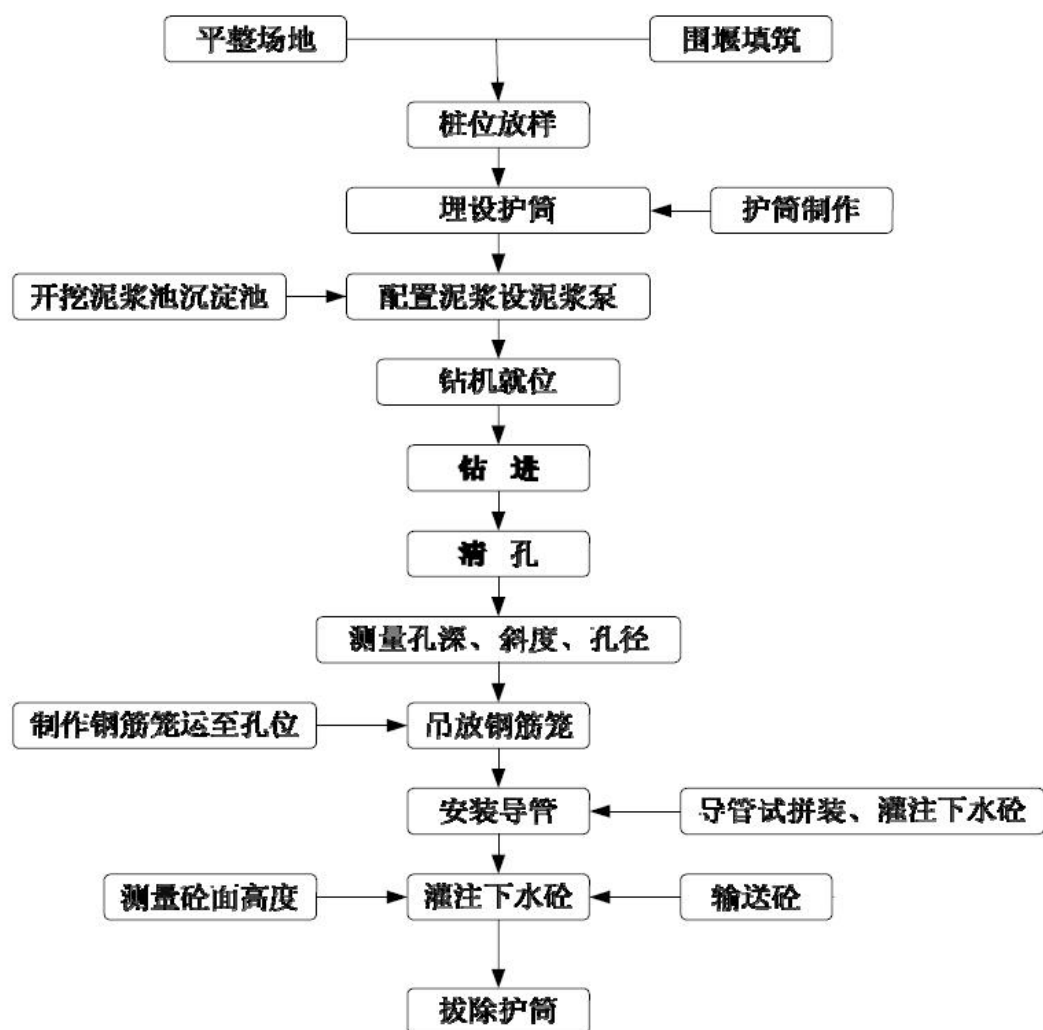 平整场地
围堰填筑
桩位放样
埋设护筒
护筒制作
开挖泥浆池沉淀池
配置泥浆设泥浆泵
钻机就位
钻 进
清 孔
测量孔深、斜度、孔径
制作钢筋笼运至孔位
吊放钢筋笼
安装导管
导管试拼装、灌注下水砼
测量砼面高度
灌注下水砼
输送砼
拔除护筒